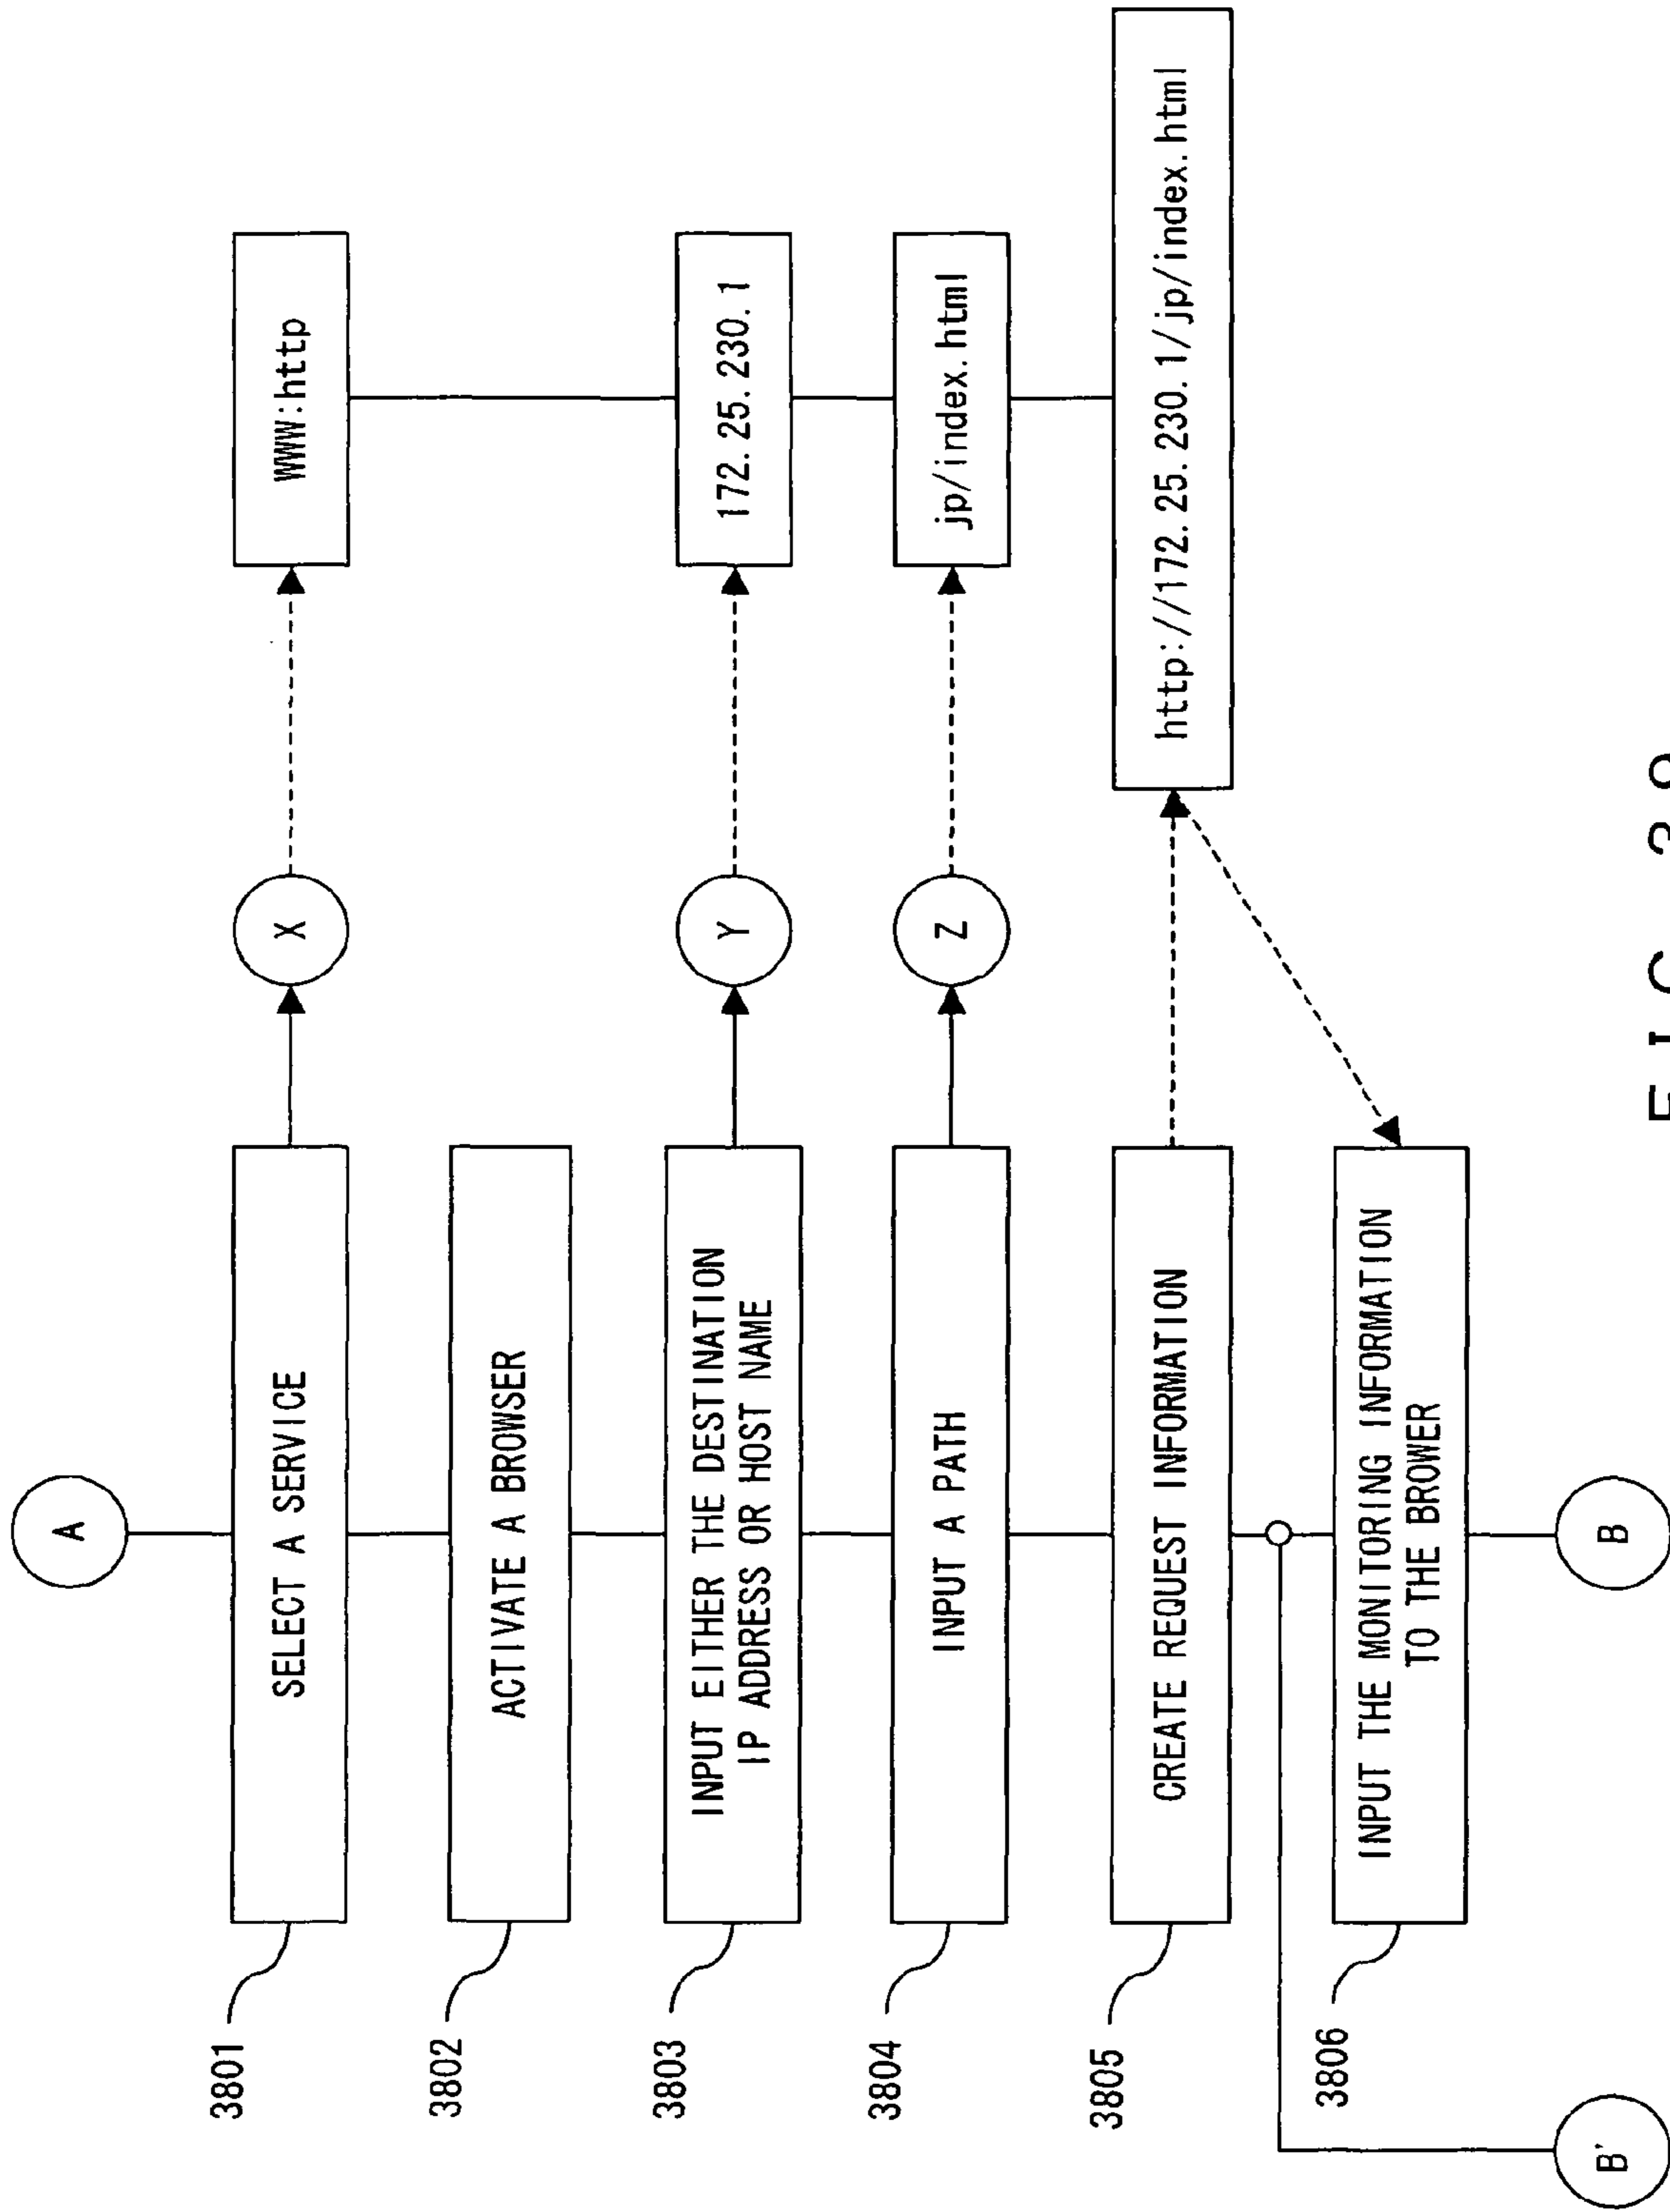 A
3801
SELECT A SERVICE
X
WWW:http
3802
ACTIVATE A BROWSER
3803
INPUT EITHER THE DESTINATION
IP ADDRESS OR HOST NAME
Y
172.25.230.1
3804
INPUT A PATH
Z
jp/index.html
3805
CREATE REQUEST INFORMATION
http://172.25.230.1/jp/index.html
3806
INPUT THE MONITORING INFORMATION
TO THE BROWER
B'
B